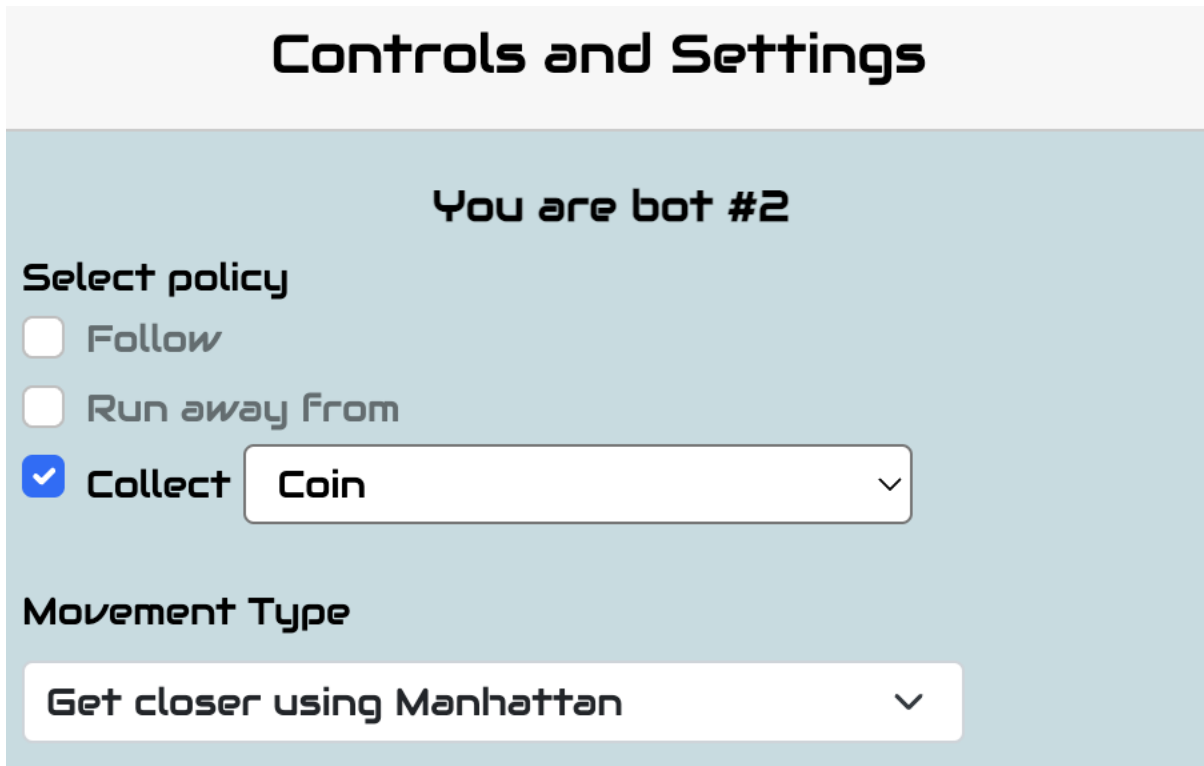 Controls and Settings
You are bot #2
Select policy
Follow
Run away from
Collect Coin
Movement Type
Get closer using Manhattan